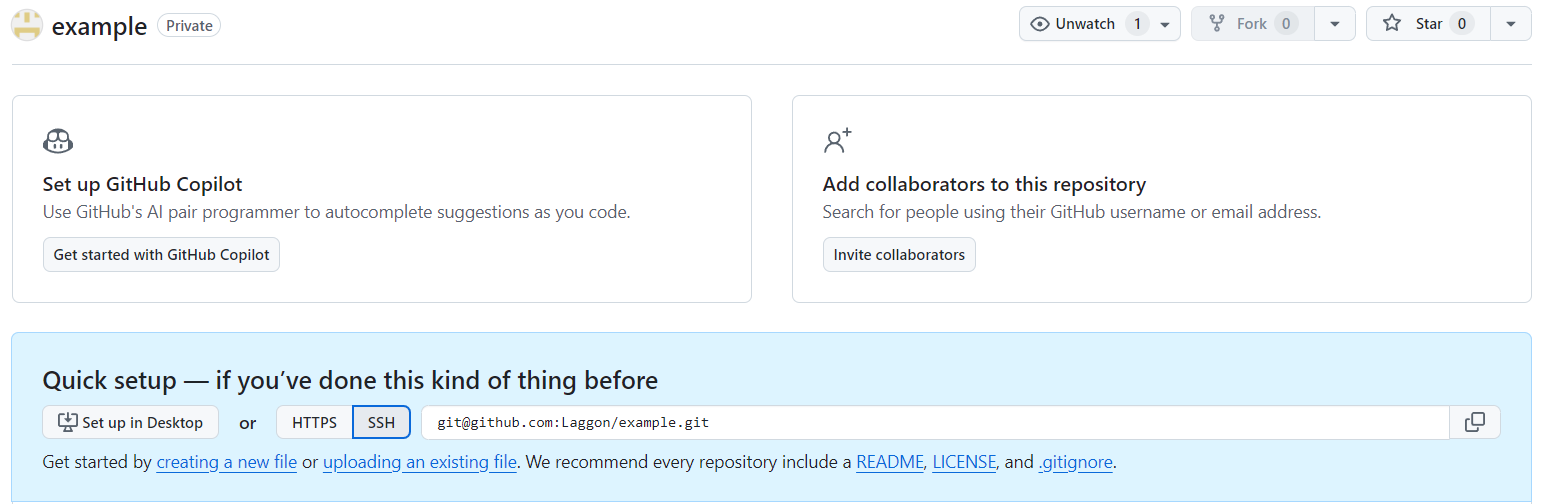 example Private Unwatch 1 Fork 0 Star 0
Set up GitHub Copilot
Use GitHub's AI pair programmer to autocomplete suggestions as you code.
Get started with GitHub Copilot
Add collaborators to this repository
Search for people using their GitHub username or email address.
Invite collaborators
Quick setup — if you’ve done this kind of thing before
Set up in Desktop or HTTPS SSH git@github.com:Laggon/example.git
Get started by creating a new file or uploading an existing file. We recommend every repository include a README, LICENSE, and .gitignore.